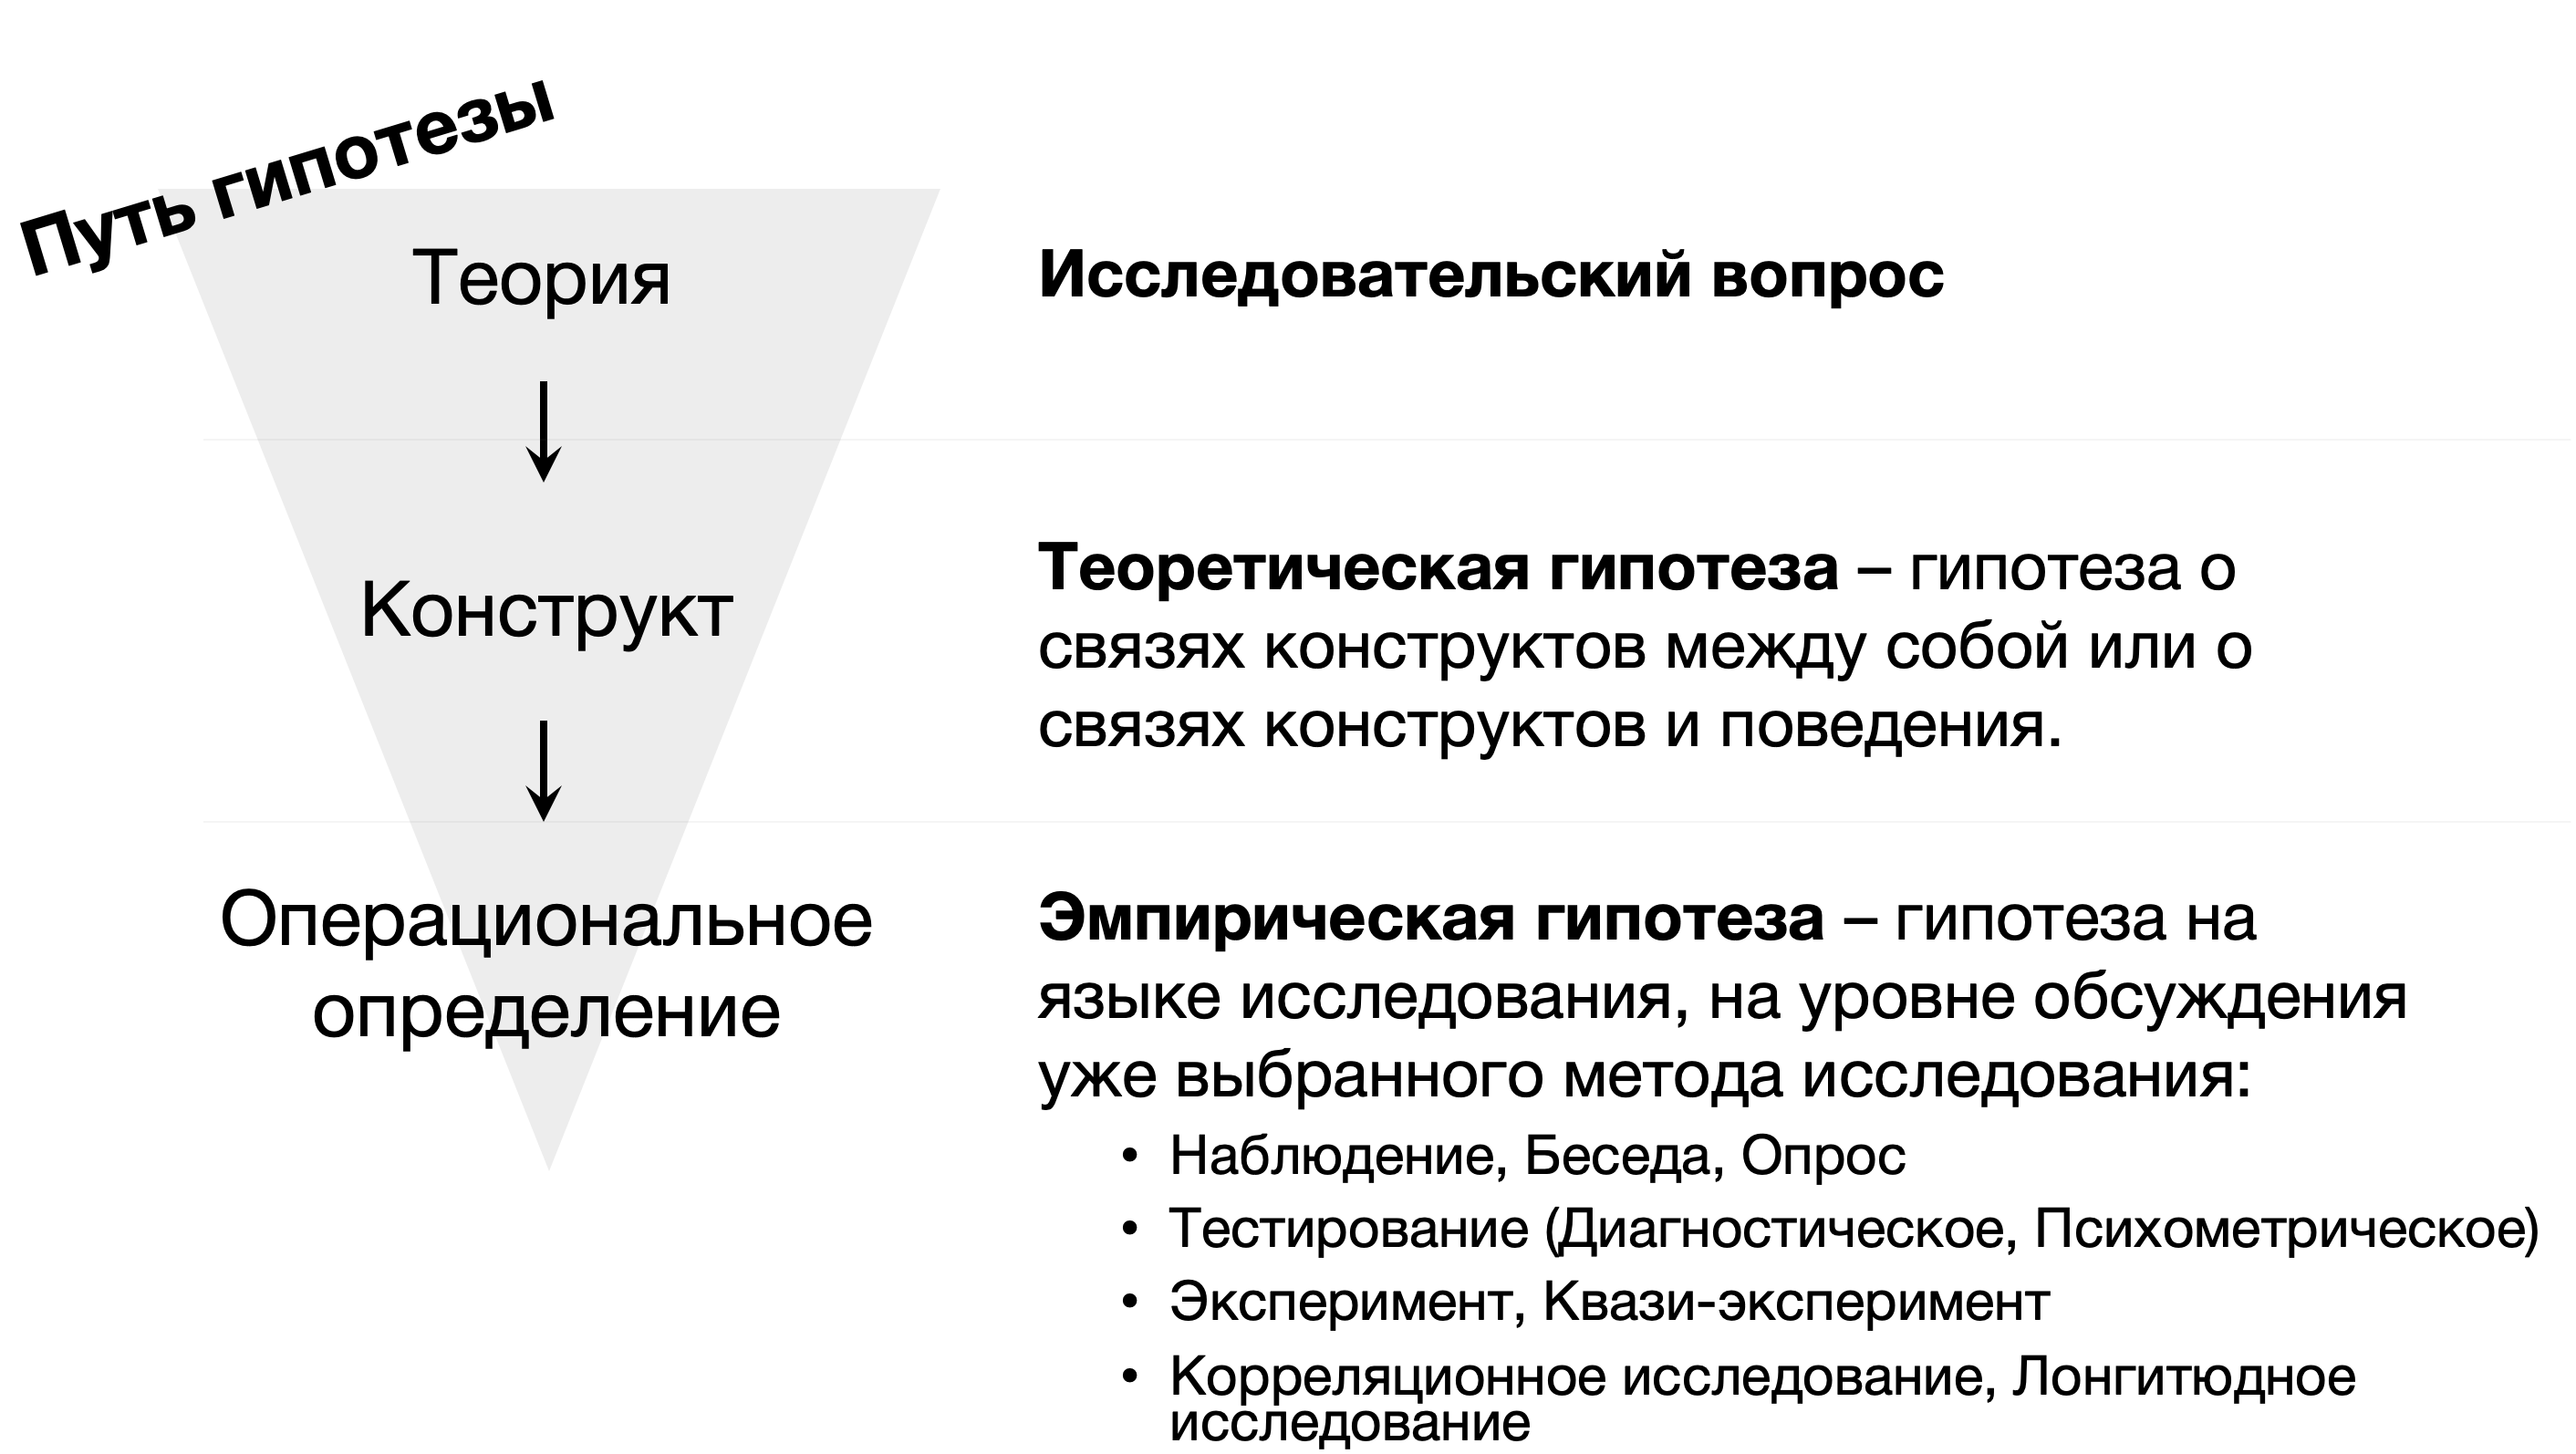 Путь гипотезы
Теория
Исследовательский вопрос
Конструкт
Теоретическая гипотеза – гипотеза о
связях конструктов между собой или о
связях конструктов и поведения.
Операциональное
определение
Эмпирическая гипотеза – гипотеза на
языке исследования, на уровне обсуждения
уже выбранного метода исследования:
• Наблюдение, Беседа, Опрос
• Тестирование (Диагностическое, Психометрическое)
• Эксперимент, Квази-эксперимент
• Корреляционное исследование, Лонгитюдное
исследование